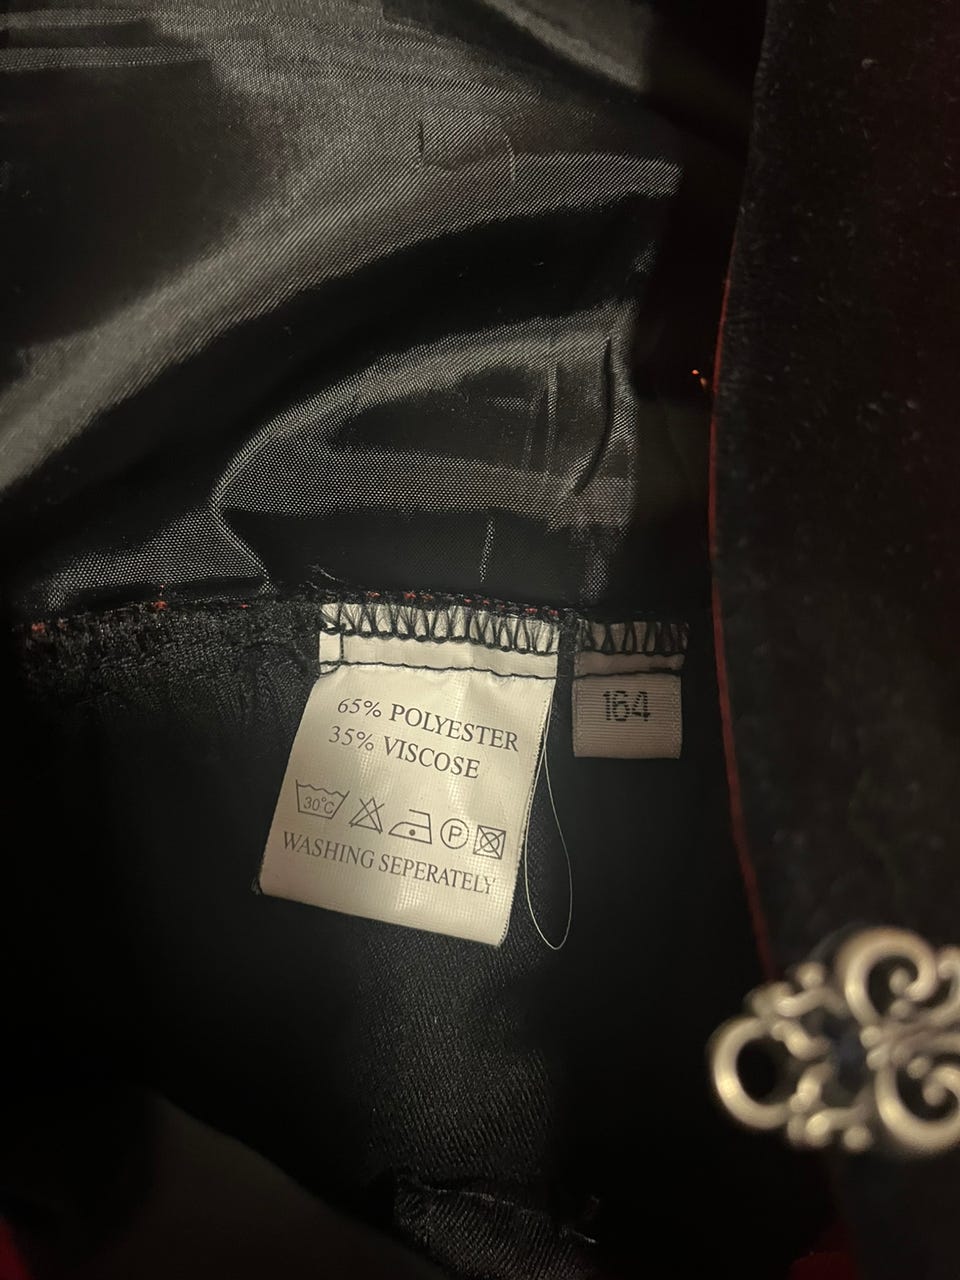 65% POLYESTER
35% VISCOSE
30°C P
WASHING SEPERATELY
164